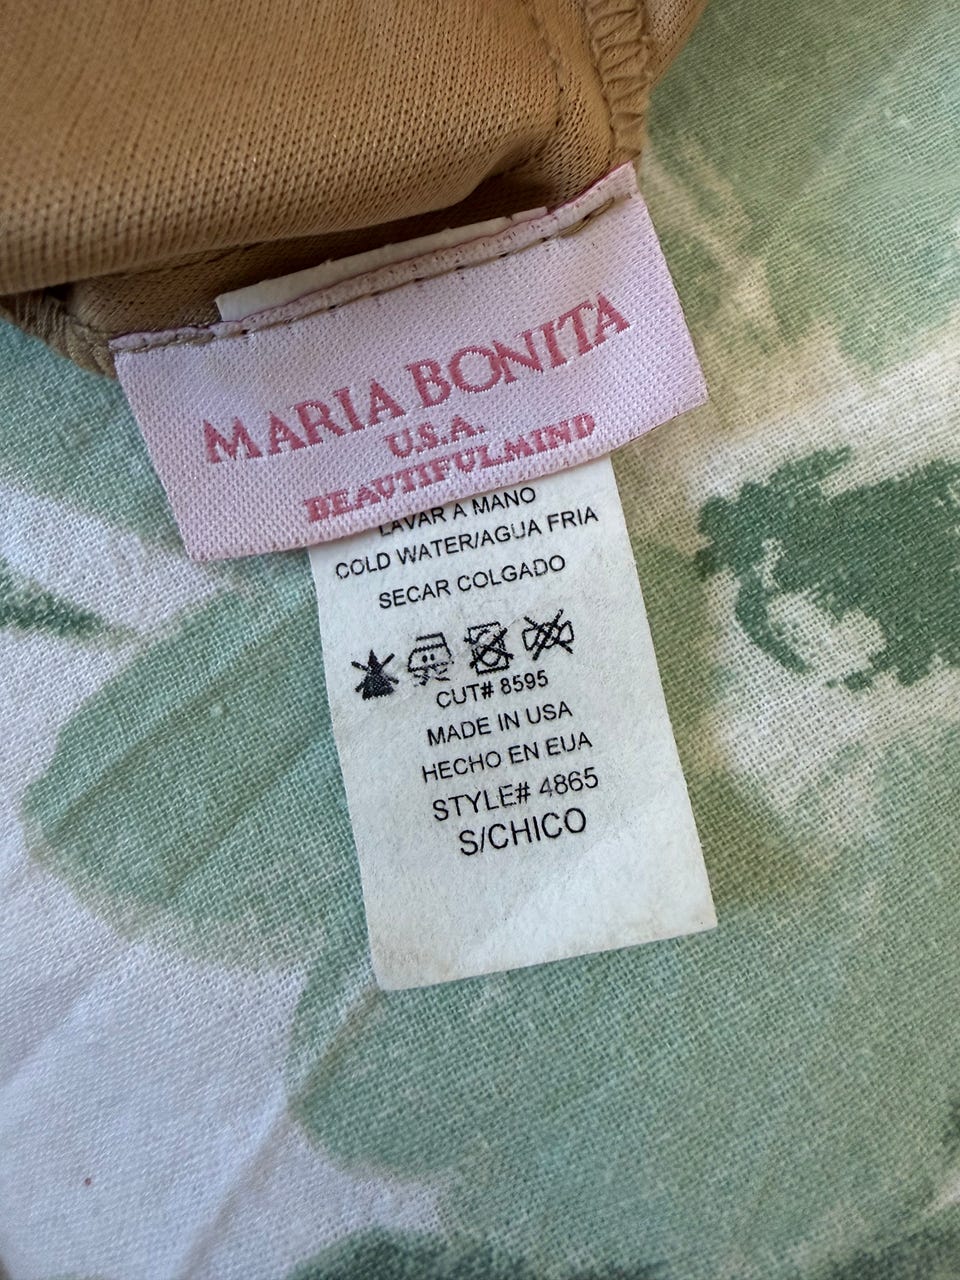 MARIA BONITA
U.S.A.
BEAUTIFULMIND
LAVAR A MANO
COLD WATER/AGUA FRIA
SECAR COLGADO
CUT# 8595
MADE IN USA
HECHO EN EUA
STYLE# 4865
S/CHICO